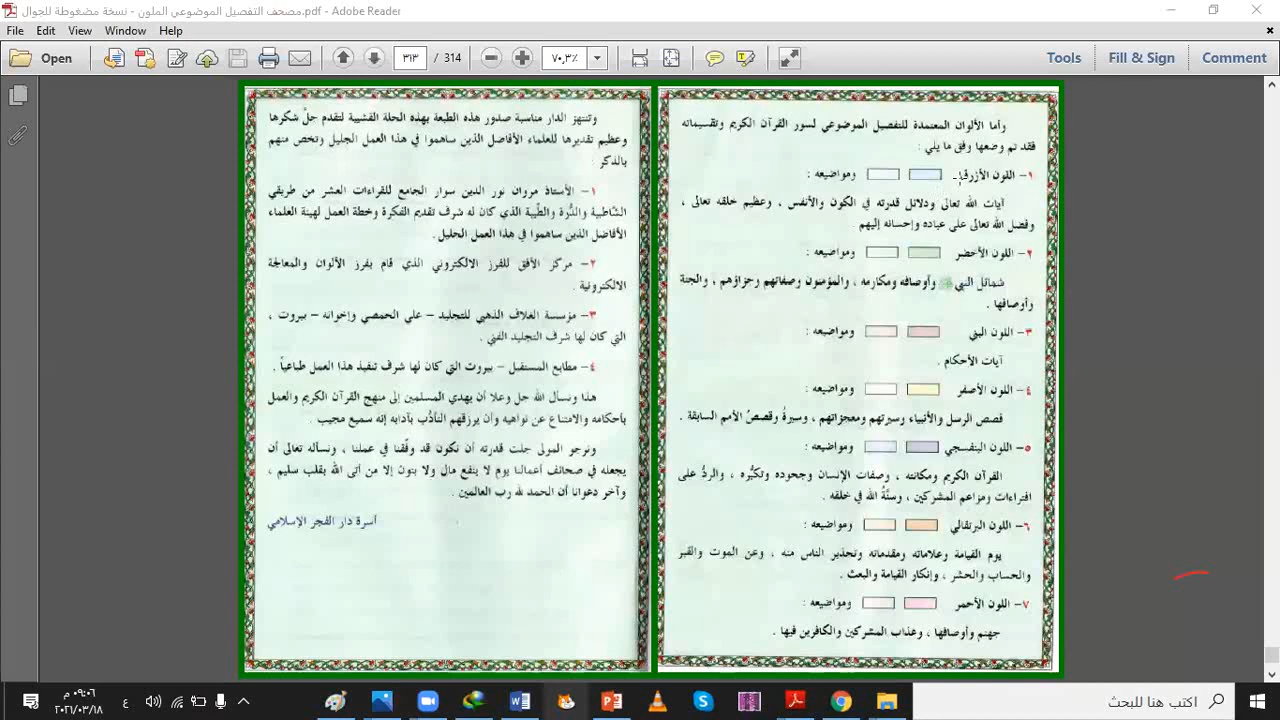 مصحف التفصيل الموضوعي الملون - نسخة مضغوطة للجوال.pdf - Adobe Reader
File Edit View Window Help
Open ٣١٣ / 314 ٧٠,٣% Tools Fill & Sign Comment
وأما الألوان المعتمدة للتفصيل الموضوعي لسور القرآن الكريم وتقسيماته
فقد تم وضعها وفق ما يلي :
١- اللون الأزرق ومواضيعه :
آيات الله تعالى ودلائل قدرته في الكون والأنفس ، وعظيم خلقه تعالى ،
وفضل الله تعالى على عباده وإحسانه إليهم .
٢- اللون الأخضر ومواضيعه :
شمائل النبي ﷺ وأوصافه ومكارمه ، والمؤمنون وصفاتهم وجزاؤهم ، والجنة
وأوصافها .
٣- اللون البني ومواضيعه :
آيات الأحكام .
٤- اللون الأصفر ومواضيعه :
قصص الرسل والأنبياء وسيرتهم ومعجزاتهم ، وسيرةُ وقصصُ الأمم السابقة .
٥- اللون البنفسجي ومواضيعه :
القرآن الكريم ومكانته ، وصفات الإنسان وجحوده وتكبُّره ، والردُّ على
افتراءات ومزاعم المشركين ، وسنَّةُ الله في خلقه .
٦- اللون البرتقالي ومواضيعه :
يوم القيامة وعلاماته ومقدماته وتحذير الناس منه ، وعن الموت والقبر
والحساب والحشر ، وإنكار القيامة والبعث .
٧- اللون الأحمر ومواضيعه :
جهنم وأوصافها ، وعذاب المشركين والكافرين فيها .
وتنتهز الدار مناسبة صدور هذه الطبعة بهذه الحلة القشيبة لتقدم جلَّ شكرها
وعظيم تقديرها للعلماء الأفاضل الذين ساهموا في هذا العمل الجليل وتخص منهم
بالذكر :
١- الأستاذ مروان نور الدين سوار الجامع للقراءات العشر من طريقي
الشَّاطبية والدُّرة والطَّيبة الذي كان له شرف تقديم الفكرة وخطة العمل لهيئة العلماء
الأفاضل الذين ساهموا في هذا العمل الجليل .
٢- مركز الأفق للفرز الالكتروني الذي قام بفرز الألوان والمعالجة
الالكترونية .
٣- مؤسسة الغلاف الذهبي للتجليد – علي الحمصي وإخوانه – بيروت ،
التي كان لها شرف التجليد الفني .
٤- مطابع المستقبل – بيروت التي كان لها شرف تنفيذ هذا العمل طباعياً .
هذا ونسأل الله جل وعلا أن يهدي المسلمين إلى منهج القرآن الكريم والعمل
بأحكامه والامتناع عن نواهيه وأن يرزقهم التأدُّب بآدابه إنه سميع مجيب .
ونرجو المولى جلت قدرته أن نكون قد وفِّقنا في عملنا ، ونسأله تعالى أن
يجعله في صحائف أعمالنا يوم لا ينفع مال ولا بنون إلا من أتى الله بقلب سليم ،
وآخر دعوانا أن الحمد لله رب العالمين .
أسرة دار الفجر الإسلامي
٠٩:٠٦ م
٢٠٢١/٠٣/١٨
ع
اكتب هنا للبحث